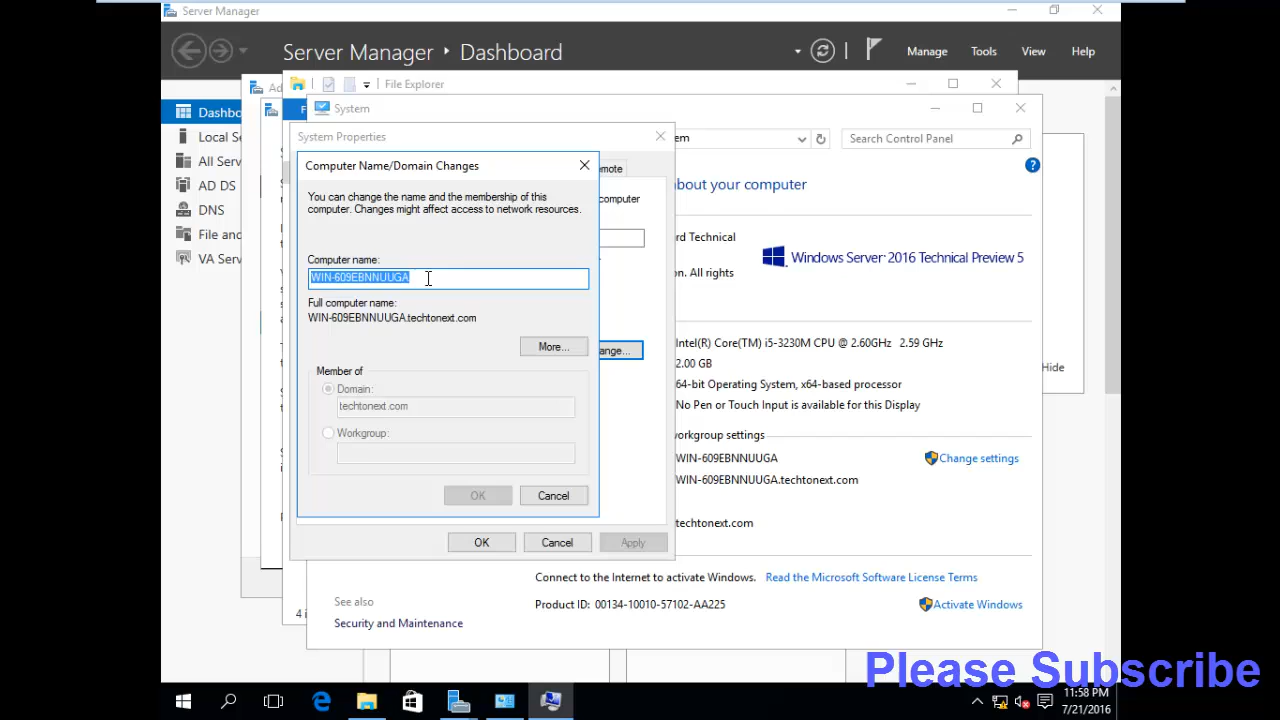 Server Manager
Server Manager
Dashboard
Manage
Tools
View
Help
File Explorer
System
Dashbo
Local Se
All Serv
AD DS
DNS
File and
VA Serv
System Properties
em
Search Control Panel
Computer Name/Domain Changes
emote
bout your computer
You can change the name and the membership of this
computer. Changes might affect access to network resources.
computer
rd Technical
Windows Server® 2016 Technical Preview 5
on. All rights
Computer name:
WIN-609EBNNUUGA
Full computer name:
WIN-609EBNNUUGA.techtonext.com
More...
ange...
Intel(R) Core(TM) i5-3230M CPU @ 2.60GHz 2.59 GHz
2.00 GB
Hide
64-bit Operating System, x64-based processor
No Pen or Touch Input is available for this Display
Member of
Domain:
techtonext.com
Workgroup:
orkgroup settings
WIN-609EBNNUUGA
Change settings
WIN-609EBNNUUGA.techtonext.com
techtonext.com
OK
Cancel
OK
Cancel
Apply
Connect to the Internet to activate Windows.
Read the Microsoft Software License Terms
Product ID: 00134-10010-57102-AA225
Activate Windows
See also
Security and Maintenance
4 i
Please Subscribe
11:58 PM
7/21/2016